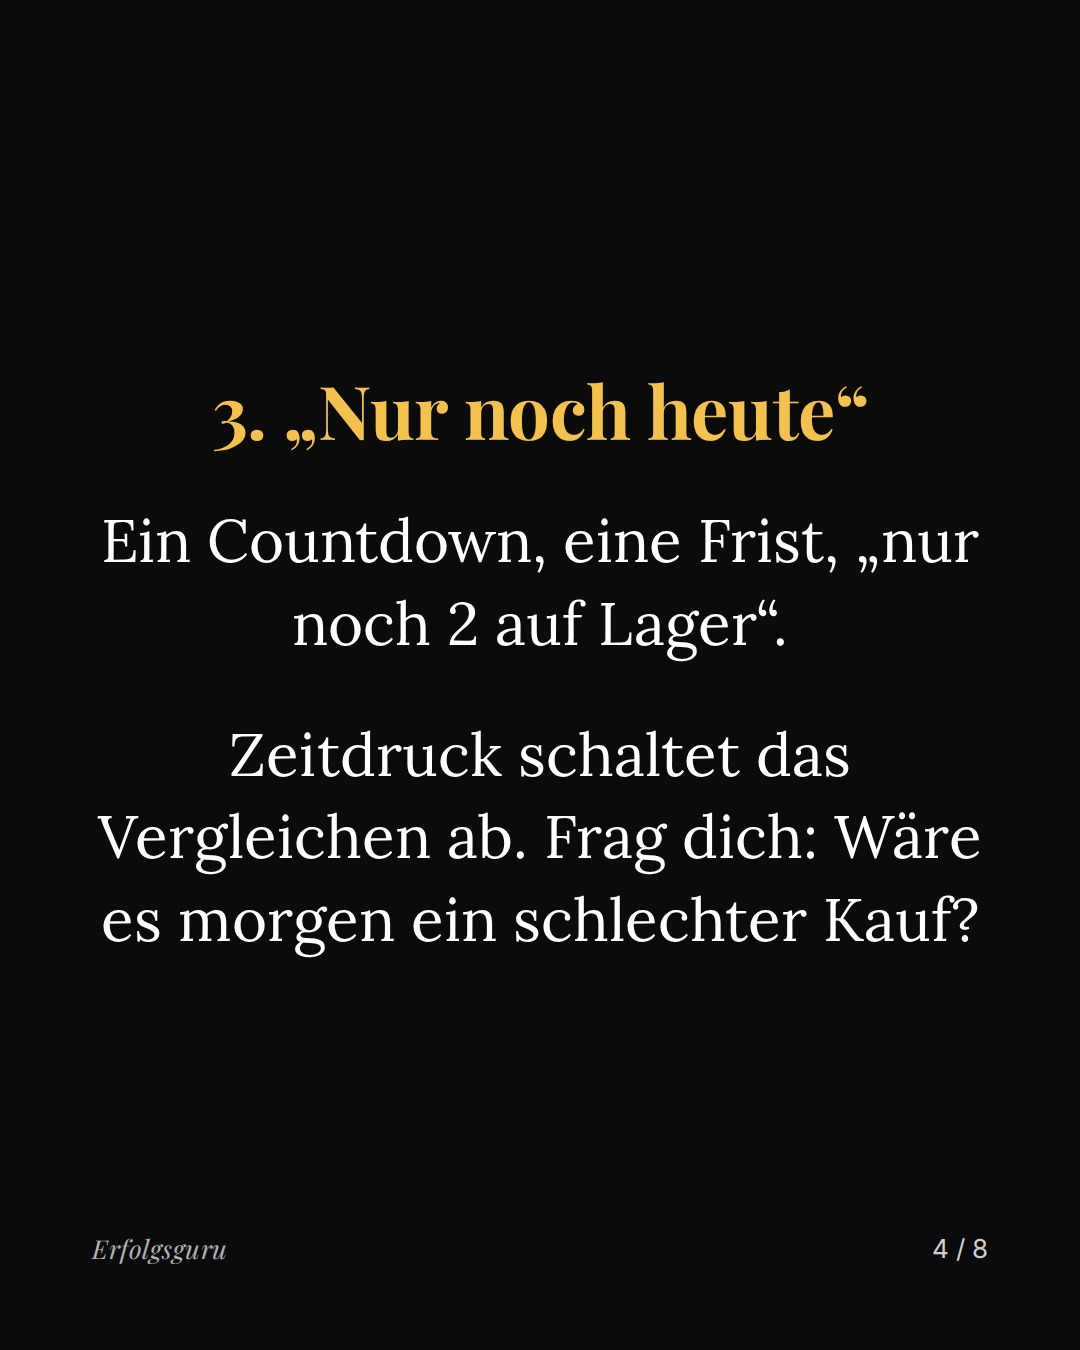 3. „Nur noch heute“
Ein Countdown, eine Frist, „nur
noch 2 auf Lager“.
Zeitdruck schaltet das
Vergleichen ab. Frag dich: Wäre
es morgen ein schlechter Kauf?
Erfolgsguru
4 / 8